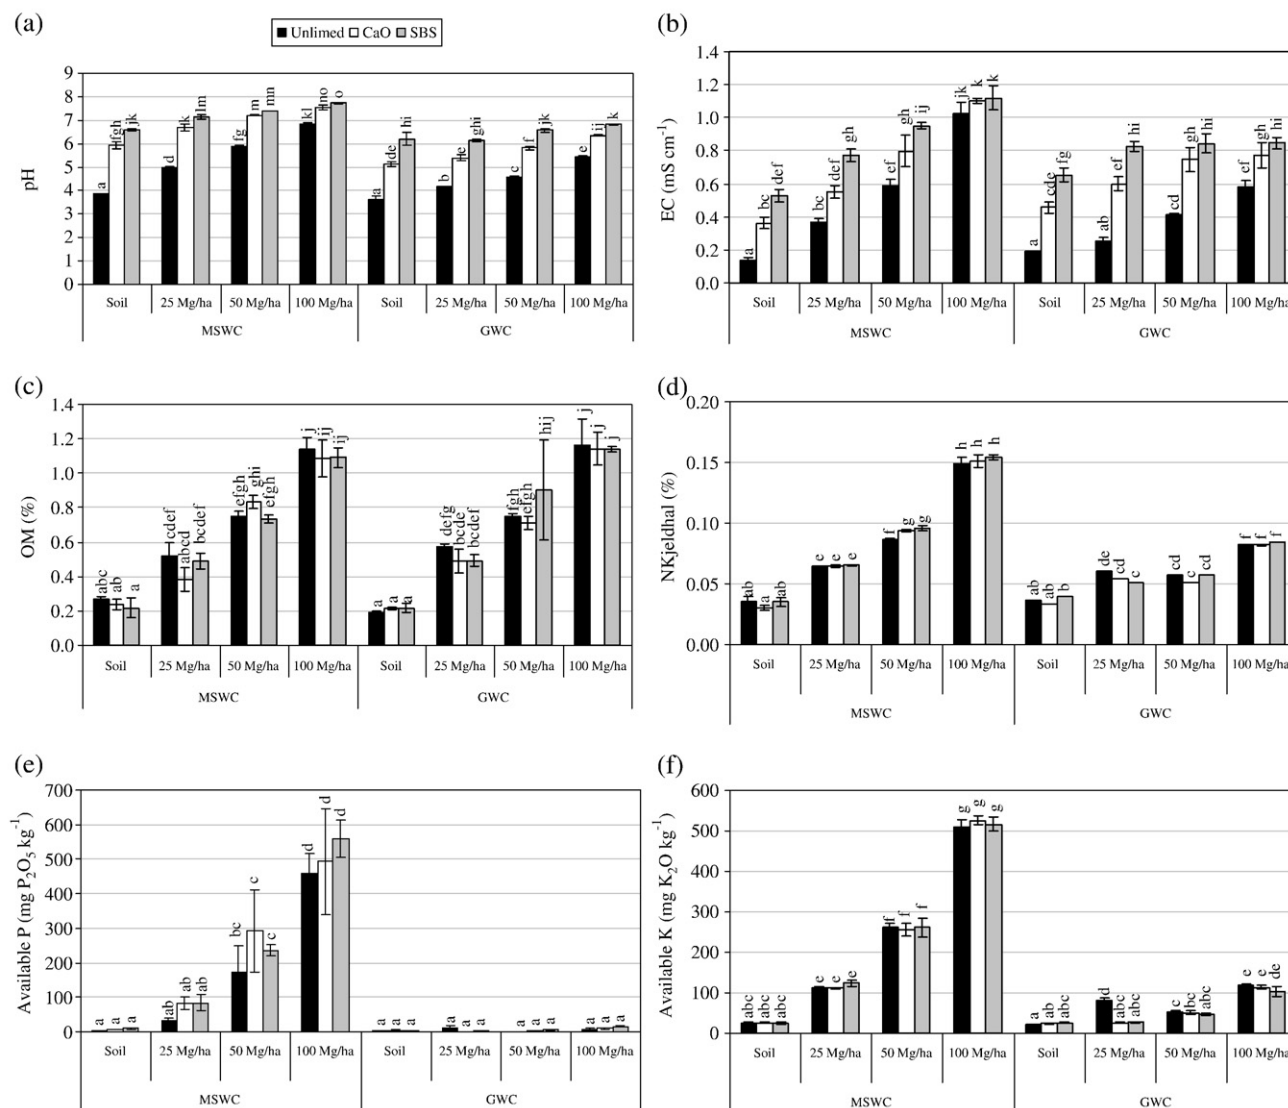 (a)
Unlimed CaO SBS
pH
9
8
7
6
5
4
3
2
1
0
a fgh jk d k lm fg m mn kl no o a de hi b e ghi c f jk e ij k
Soil 25 Mg/ha 50 Mg/ha 100 Mg/ha Soil 25 Mg/ha 50 Mg/ha 100 Mg/ha
MSWC GWC
(b)
EC (mS cm-1)
1.4
1.2
1.0
0.8
0.6
0.4
0.2
0.0
a bc def bc def gh ef gh ij jk k k a cde fg ab ef hi cd gh hi ef gh hi
Soil 25 Mg/ha 50 Mg/ha 100 Mg/ha Soil 25 Mg/ha 50 Mg/ha 100 Mg/ha
MSWC GWC
(c)
OM (%)
1.4
1.2
1.0
0.8
0.6
0.4
0.2
0.0
abc ab a cdef abcd bcdef efgh ghi efgh j ij ij a a a defg bcde bcdef fgh efgh hij j j j
Soil 25 Mg/ha 50 Mg/ha 100 Mg/ha Soil 25 Mg/ha 50 Mg/ha 100 Mg/ha
MSWC GWC
(d)
NKjeldhal (%)
0.20
0.15
0.10
0.05
0.00
ab a ab e e e f g g h h h ab ab b de cd c cd c cd f f f
Soil 25 Mg/ha 50 Mg/ha 100 Mg/ha Soil 25 Mg/ha 50 Mg/ha 100 Mg/ha
MSWC GWC
(e)
Available P (mg P2O5 kg-1)
700
600
500
400
300
200
100
0
a a a ab ab ab bc c c d d d a a a a a a a a a a a a
Soil 25 Mg/ha 50 Mg/ha 100 Mg/ha Soil 25 Mg/ha 50 Mg/ha 100 Mg/ha
MSWC GWC
(f)
Available K (mg K2O kg-1)
600
500
400
300
200
100
0
abc abc abc e e e f f f g g g a ab abc d abc abc c abc abc e e de
Soil 25 Mg/ha 50 Mg/ha 100 Mg/ha Soil 25 Mg/ha 50 Mg/ha 100 Mg/ha
MSWC GWC